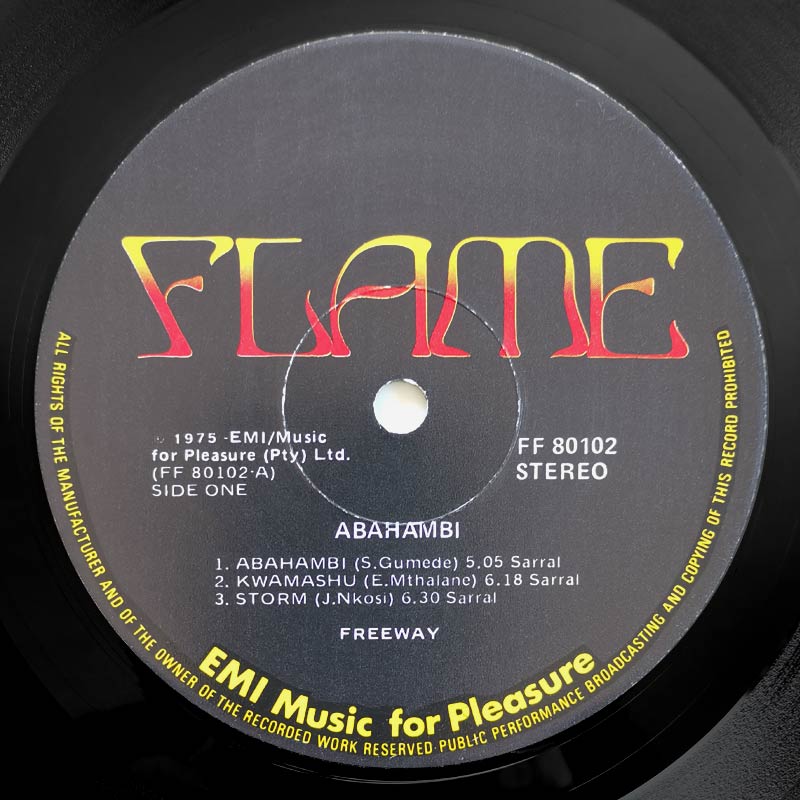 FLAME
℗ 1975 -EMI/Music
for Pleasure (Pty) Ltd.
(FF 80102-A)
SIDE ONE
FF 80102
STEREO
ABAHAMBI
1. ABAHAMBI (S.Gumede) 5.05 Sarral
2. KWAMASHU (E.Mthalane) 6.18 Sarral
3. STORM (J.Nkosi) 6.30 Sarral
FREEWAY
EMI Music for Pleasure
ALL RIGHTS OF THE MANUFACTURER AND OF THE OWNER OF THE RECORDED WORK RESERVED·PUBLIC PERFORMANCE BROADCASTING AND COPYING OF THIS RECORD PROHIBITED